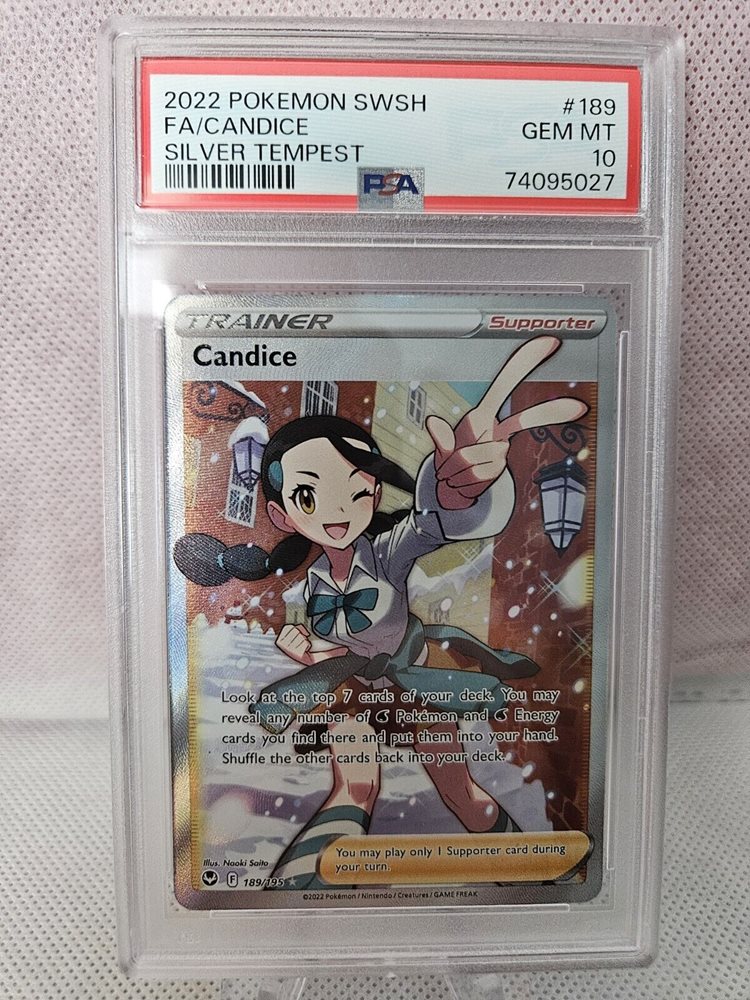 2022 POKEMON SWSH #189
FA/CANDICE GEM MT
SILVER TEMPEST 10
PSA 74095027
TRAINER Supporter
Candice
Look at the top 7 cards of your deck. You may
reveal any number of Pokémon and Energy
cards you find there and put them into your hand.
Shuffle the other cards back into your deck.
You may play only 1 Supporter card during
your turn.
Illus. Naoki Saito
F 189/195 ★
©2022 Pokémon / Nintendo / Creatures / GAME FREAK